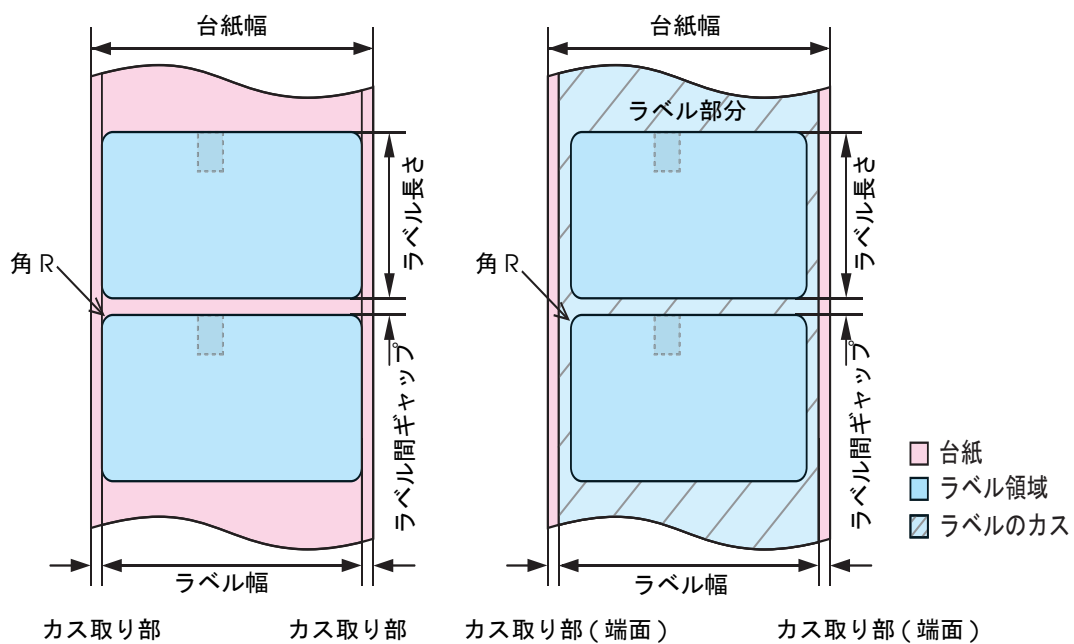 台紙幅
ラベル長さ
角 R
ラベル間ギャップ
ラベル幅
カス取り部
カス取り部
台紙幅
ラベル部分
ラベル長さ
角 R
ラベル間ギャップ
ラベル幅
カス取り部 ( 端面 )
カス取り部 ( 端面 )
台紙
ラベル領域
ラベルのカス